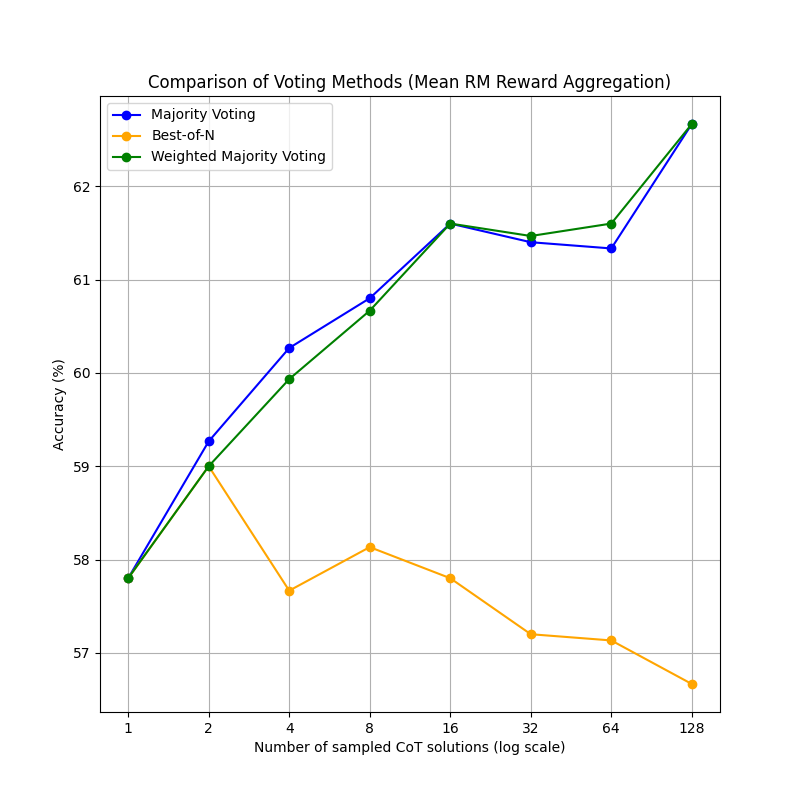 Comparison of Voting Methods (Mean RM Reward Aggregation)
Majority Voting
Best-of-N
Weighted Majority Voting
Accuracy (%)
62
61
60
59
58
57
1 2 4 8 16 32 64 128
Number of sampled CoT solutions (log scale)